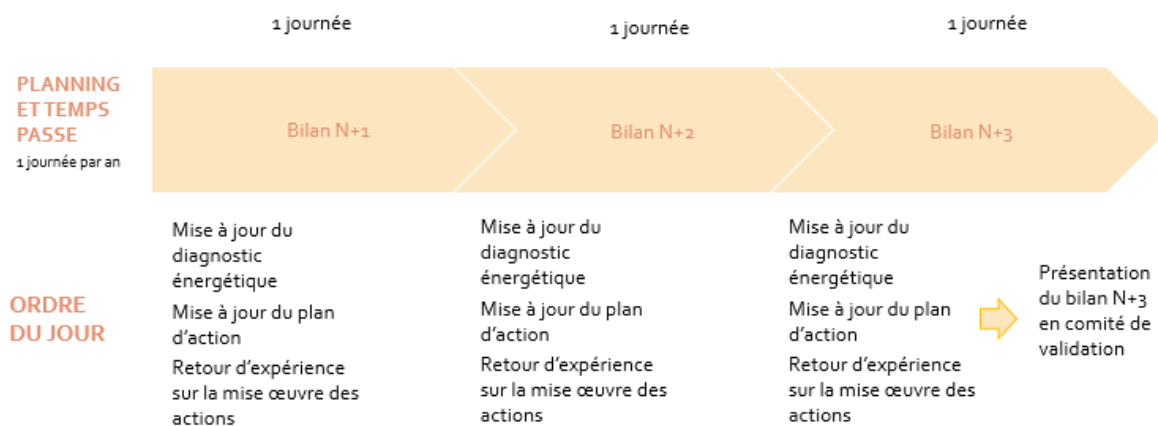 1 journée
1 journée
1 journée
PLANNING
ET TEMPS
PASSE
1 journée par an
Bilan N+1
Bilan N+2
Bilan N+3
ORDRE
DU JOUR
Mise à jour du
diagnostic
énergétique
Mise à jour du plan
d'action
Retour d'expérience
sur la mise œuvre des
actions
Mise à jour du
diagnostic
énergétique
Mise à jour du plan
d'action
Retour d'expérience
sur la mise œuvre des
actions
Mise à jour du
diagnostic
énergétique
Mise à jour du plan
d'action
Retour d'expérience
sur la mise œuvre des
actions
Présentation
du bilan N+3
en comité de
validation